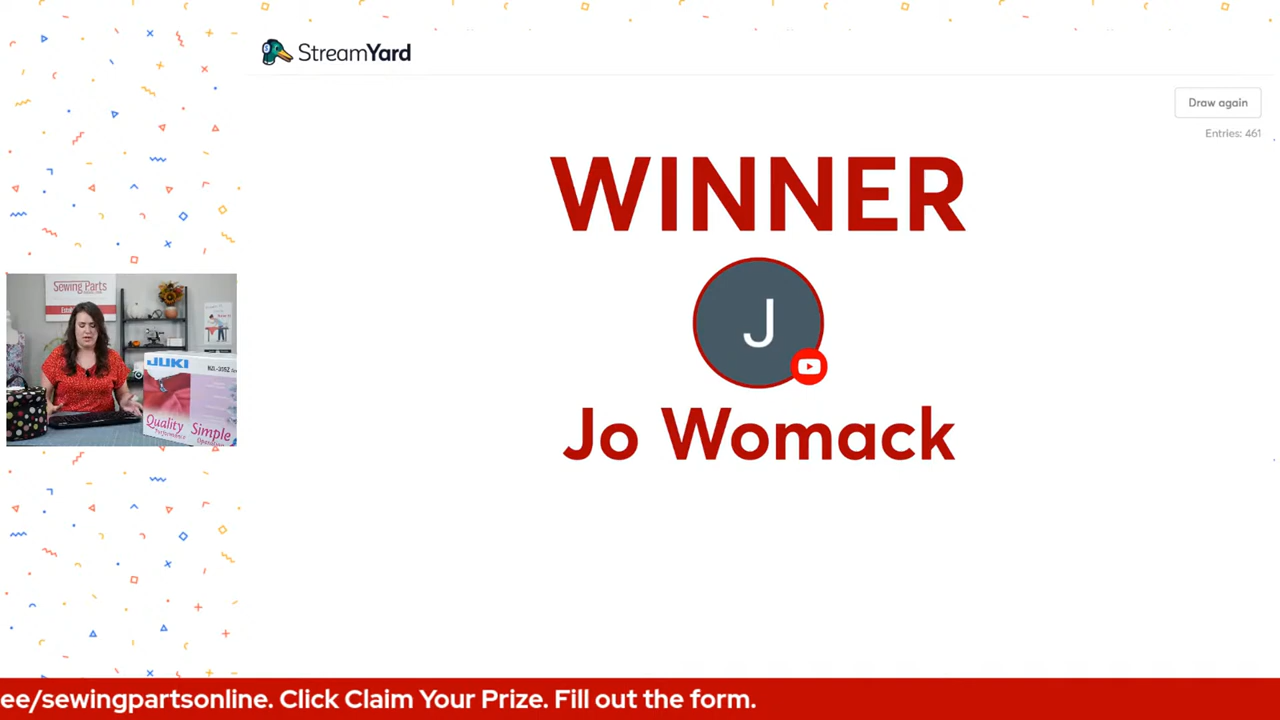 StreamYard
Draw again
Entries: 461
WINNER
J
Jo Womack
Sewing Parts
JUKI
Quality
Simple
ee/sewingpartsonline. Click Claim Your Prize. Fill out the form.